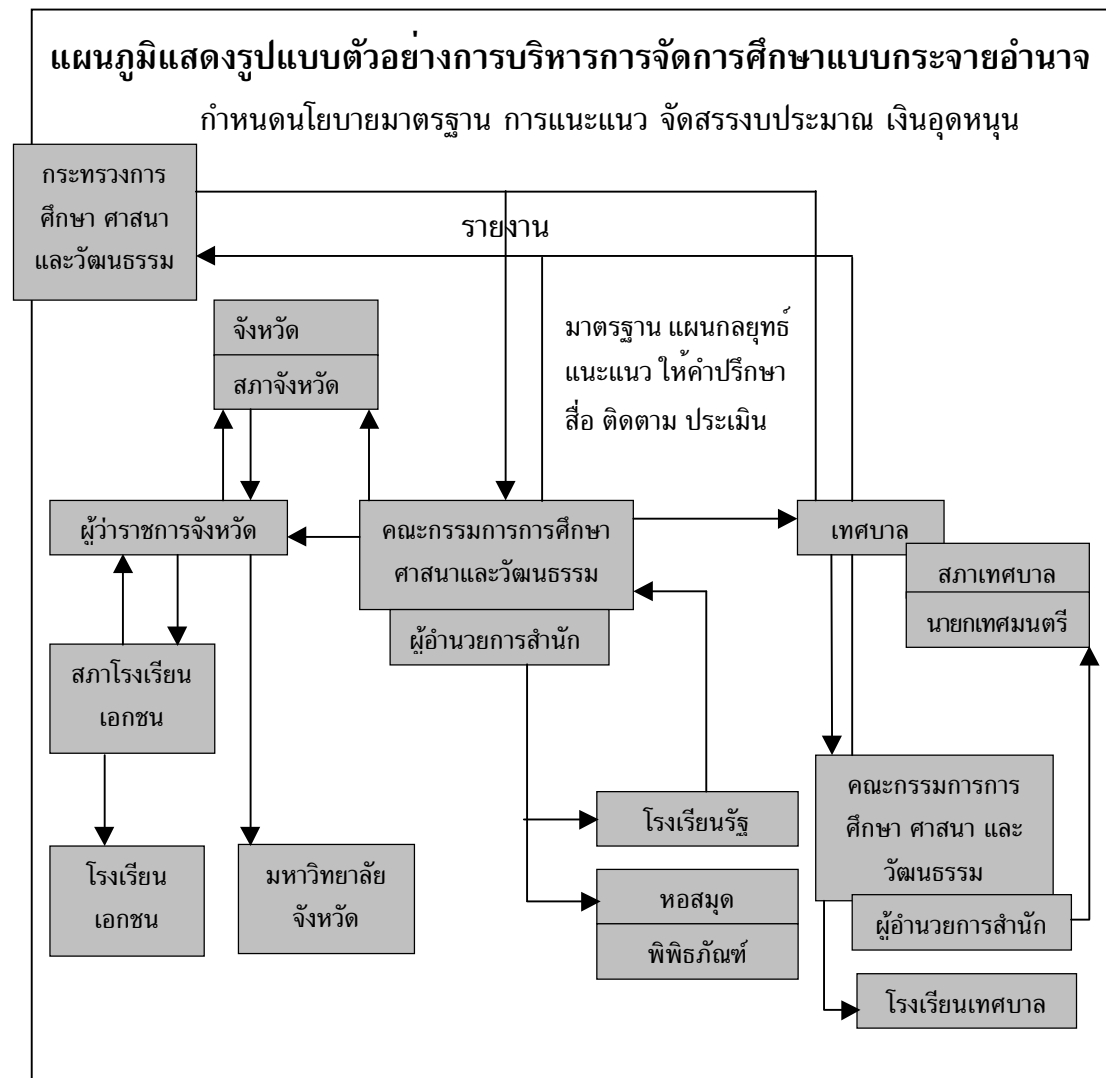 แผนภูมิแสดงรูปแบบตัวอย่างการบริหารการจัดการศึกษาแบบกระจายอำนาจ
กำหนดนโยบายมาตรฐาน การแนะแนว จัดสรรงบประมาณ เงินอุดหนุน
กระทรวงการ
ศึกษา ศาสนา
และวัฒนธรรม
รายงาน
จังหวัด
สภาจังหวัด
มาตรฐาน แผนกลยุทธ์
แนะแนว ให้คำปรึกษา
สื่อ ติดตาม ประเมิน
ผู้ว่าราชการจังหวัด
คณะกรรมการการศึกษา
ศาสนาและวัฒนธรรม
ผู้อำนวยการสำนัก
เทศบาล
สภาเทศบาล
นายกเทศมนตรี
สภาโรงเรียน
เอกชน
โรงเรียน
เอกชน
มหาวิทยาลัย
จังหวัด
โรงเรียนรัฐ
หอสมุด
พิพิธภัณฑ์
คณะกรรมการการ
ศึกษา ศาสนา และ
วัฒนธรรม
ผู้อำนวยการสำนัก
โรงเรียนเทศบาล